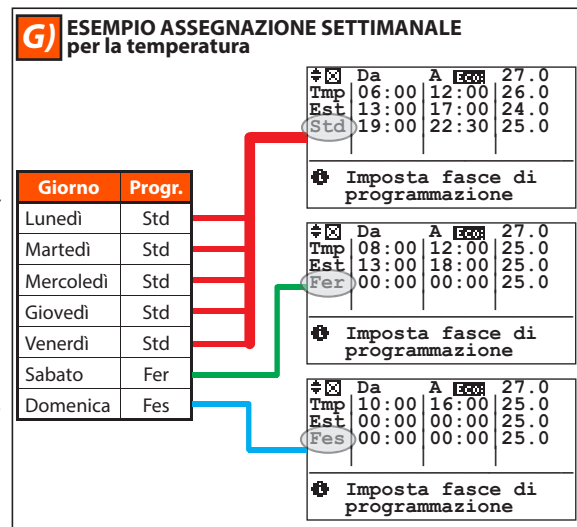 G) ESEMPIO ASSEGNAZIONE SETTIMANALE
per la temperatura
Da A Eco 27.0
Tmp 06:00 12:00 26.0
Est 13:00 17:00 24.0
Std 19:00 22:30 25.0
Imposta fasce di
programmazione
Giorno Progr.
Lunedì Std
Martedì Std
Mercoledì Std
Giovedì Std
Venerdì Std
Sabato Fer
Domenica Fes
Da A Eco 27.0
Tmp 08:00 12:00 25.0
Est 13:00 18:00 25.0
Fer 00:00 00:00 25.0
Imposta fasce di
programmazione
Da A Eco 27.0
Tmp 10:00 16:00 25.0
Est 00:00 00:00 25.0
Fes 00:00 00:00 25.0
Imposta fasce di
programmazione